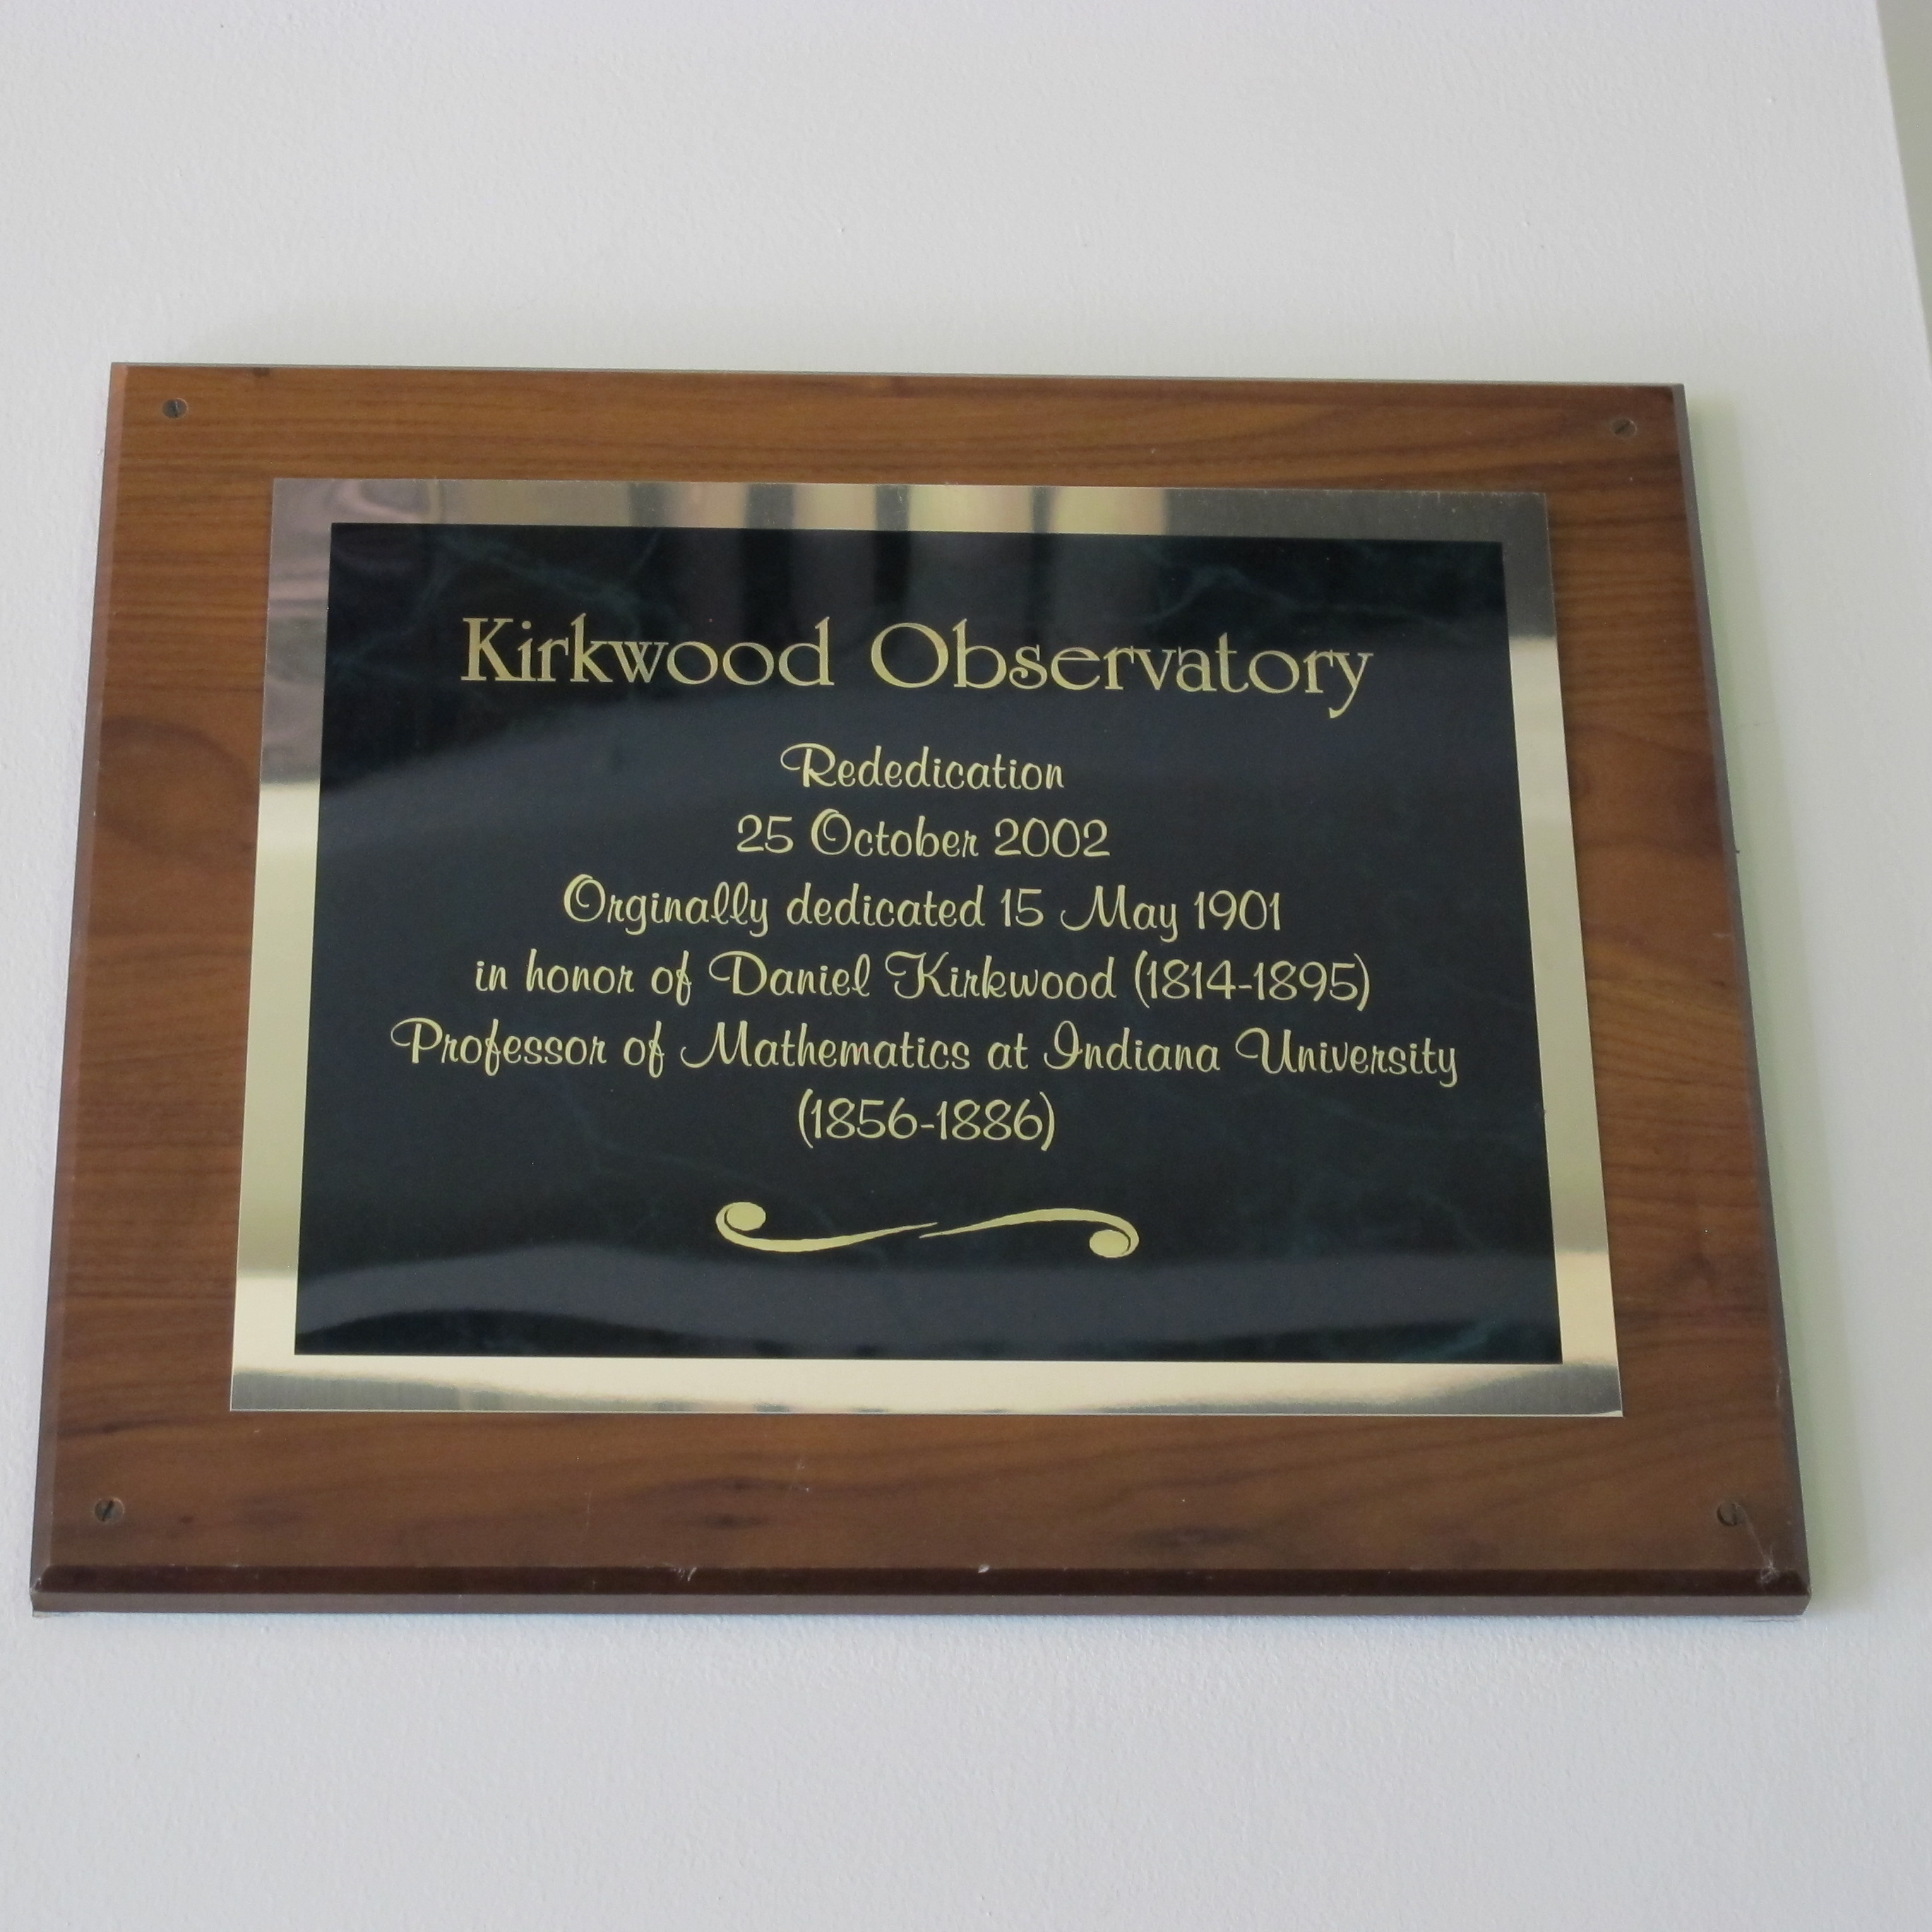 Kirkwood Observatory
Rededication
25 October 2002
Orginally dedicated 15 May 1901
in honor of Daniel Kirkwood (1814-1895)
Professor of Mathematics at Indiana University
(1856-1886)